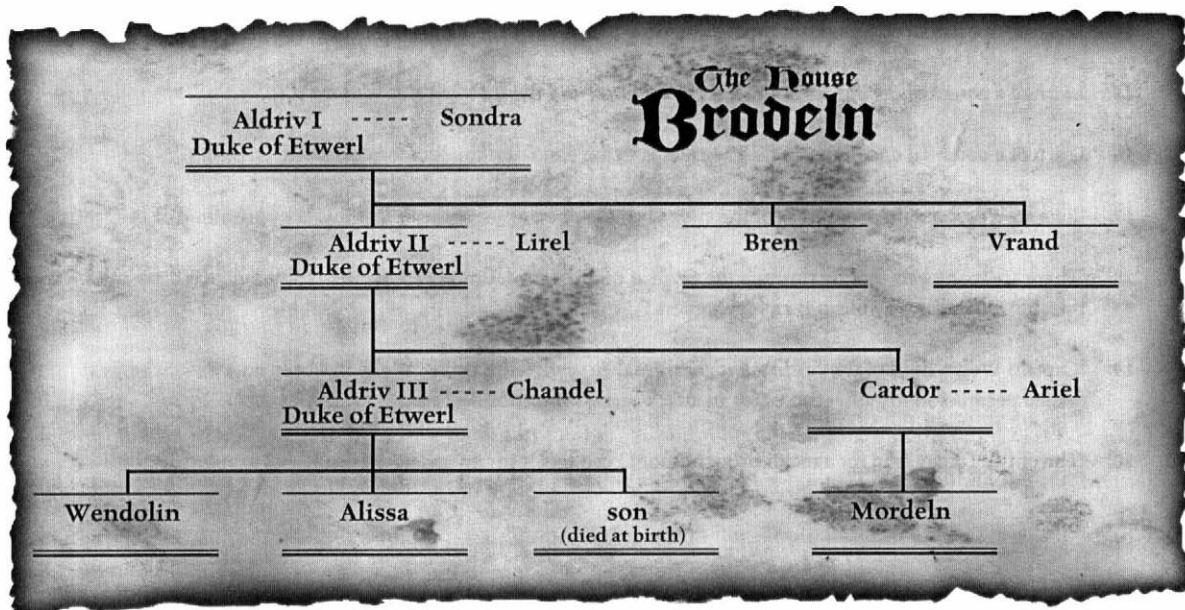 The House
Brodeln
Aldriv I ----- Sondra
Duke of Etwerl
Aldriv II ----- Lirel
Duke of Etwerl
Bren
Vrand
Aldriv III ----- Chandel
Duke of Etwerl
Cardor ----- Ariel
Wendolin
Alissa
son
(died at birth)
Mordeln